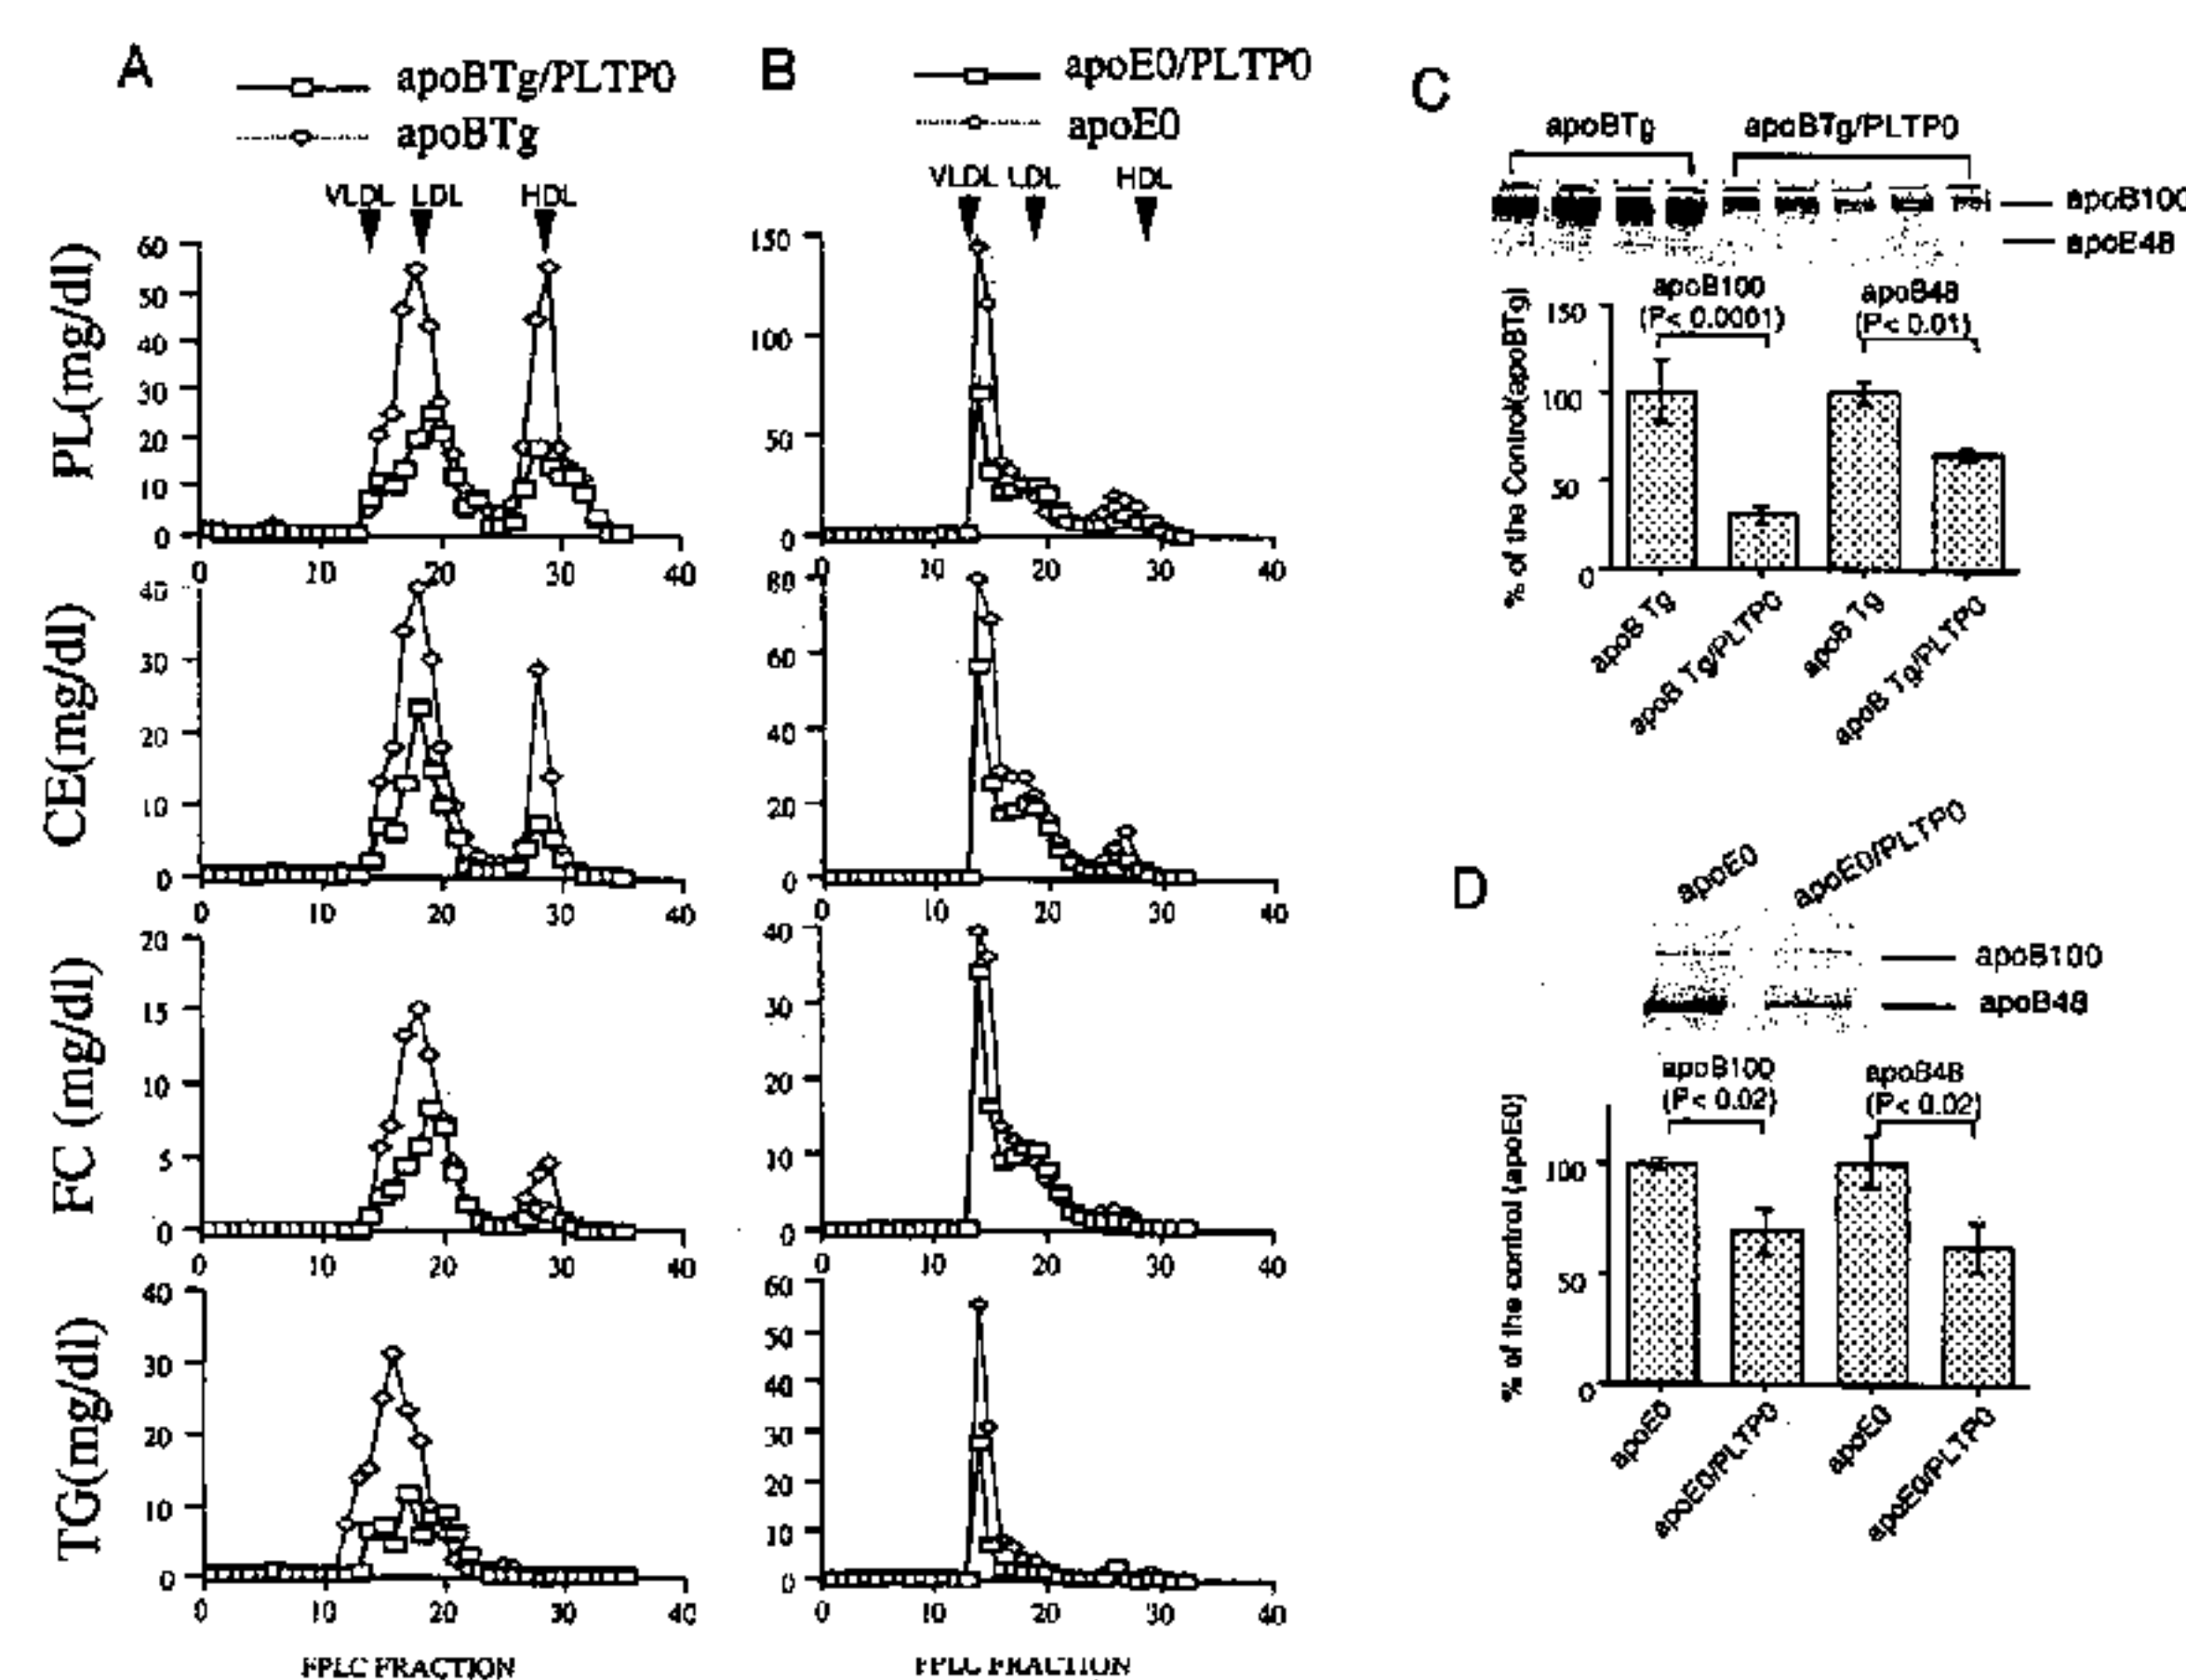 A
apoBTg/PLTP0
apoBTg
VLDL LDL HDL
PL(mg/dl)
60
50
40
30
20
10
0
0 10 20 30 40
CE(mg/dl)
40
30
20
10
0
0 10 20 30 40
FC (mg/dl)
20
15
10
5
0
0 10 20 30 40
TG(mg/dl)
40
30
20
10
0
0 10 20 30 40
FPLC FRACTION
B
apoE0/PLTP0
apoE0
VLDL LDL HDL
150
100
50
0
0 10 20 30 40
80
60
40
20
0
0 10 20 30 40
40
30
20
10
0
0 10 20 30 40
60
50
40
30
20
10
0
0 10 20 30 40
FPLC FRACTION
C
apoBTg apoBTg/PLTP0
apoB100
apoB48
% of the Control(apoBTg)
apoB100 apoB48
(P< 0.0001) (P< 0.01)
150
100
50
0
apoB Tg
apoB Tg/PLTP0
apoB Tg
apoB Tg/PLTP0
D
apoE0
apoE0/PLTP0
apoB100
apoB48
% of the control (apoE0)
apoB100 apoB48
(P< 0.02) (P< 0.02)
100
50
0
apoE0
apoE0/PLTP0
apoE0
apoE0/PLTP0